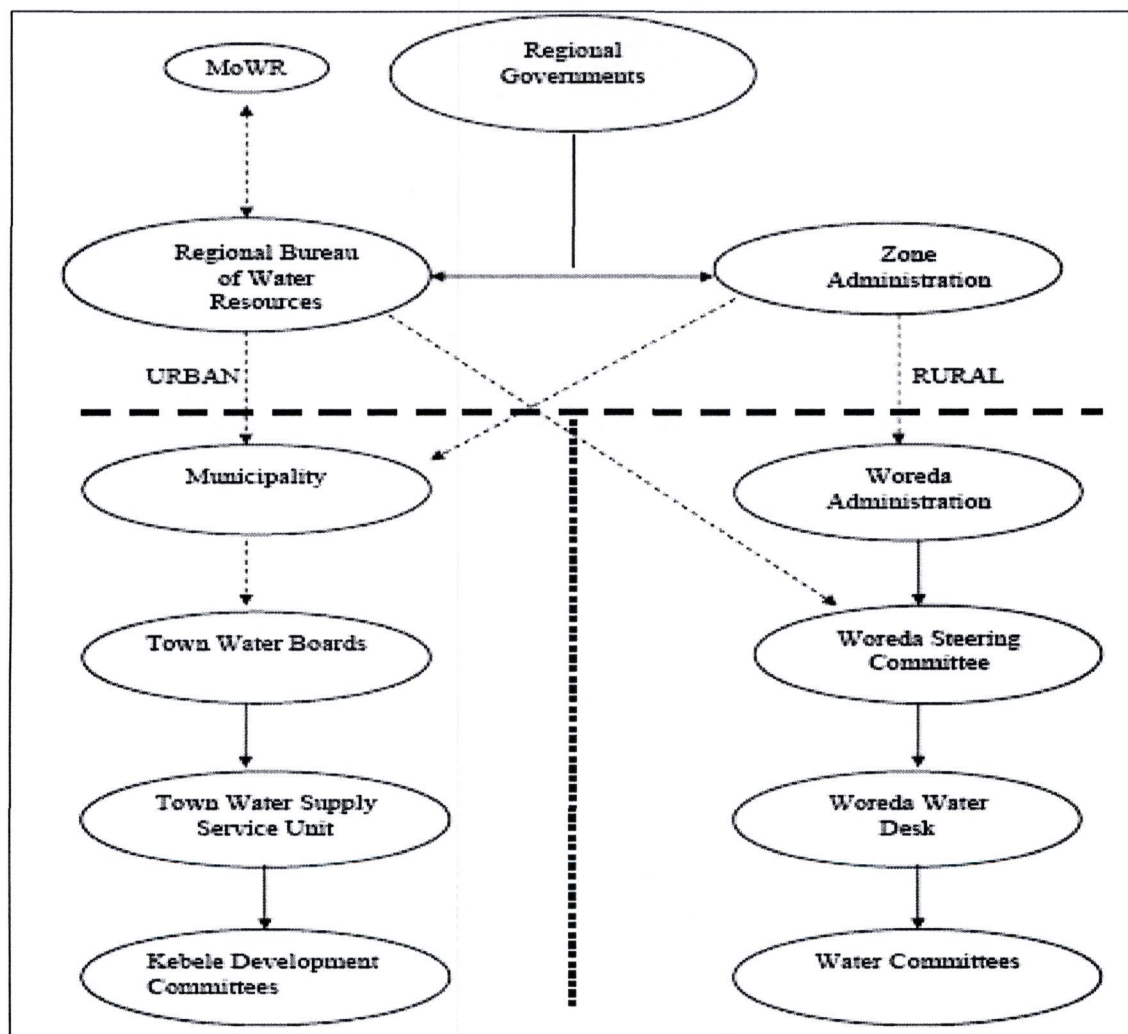 MoWR
Regional
Governments
Regional Bureau
of Water
Resources
Zone
Administration
URBAN
RURAL
Municipality
Woreda
Administration
Town Water Boards
Woreda Steering
Committee
Town Water Supply
Service Unit
Woreda Water
Desk
Kebele Development
Committees
Water Committees